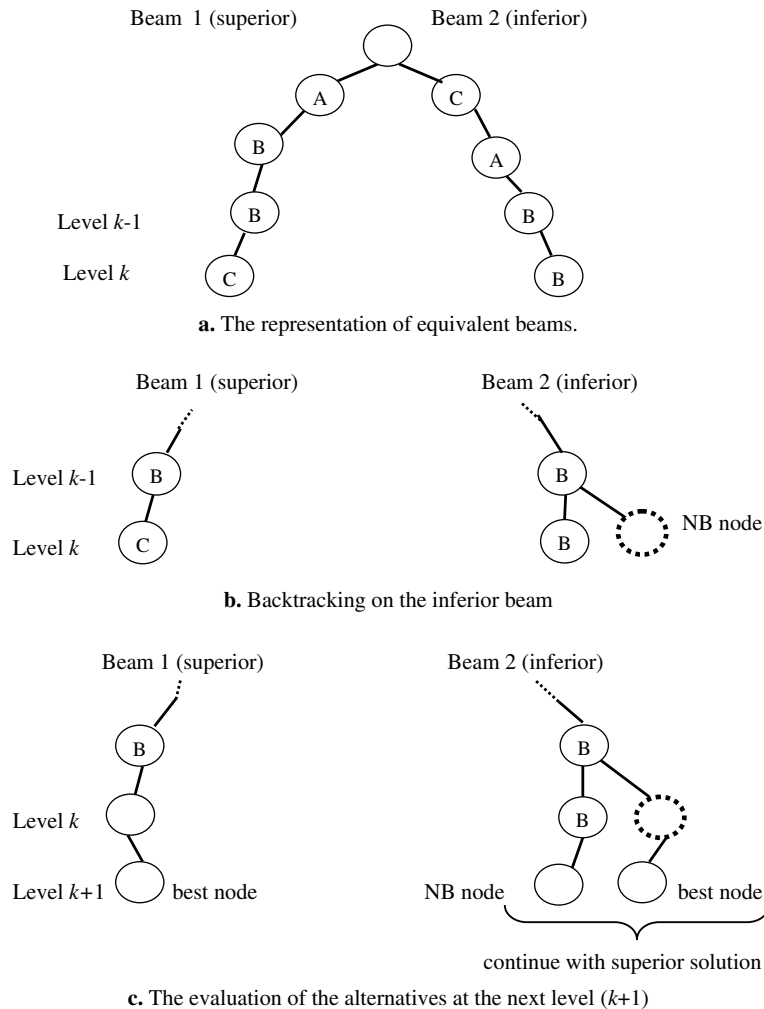 Beam 1 (superior) Beam 2 (inferior)
A C
B A
Level k-1 B B
Level k C B
a. The representation of equivalent beams.
Beam 1 (superior) Beam 2 (inferior)
Level k-1 B B
NB node
Level k C B
b. Backtracking on the inferior beam
Beam 1 (superior) Beam 2 (inferior)
B B
Level k B
Level k+1 best node NB node best node
continue with superior solution
c. The evaluation of the alternatives at the next level (k+1)